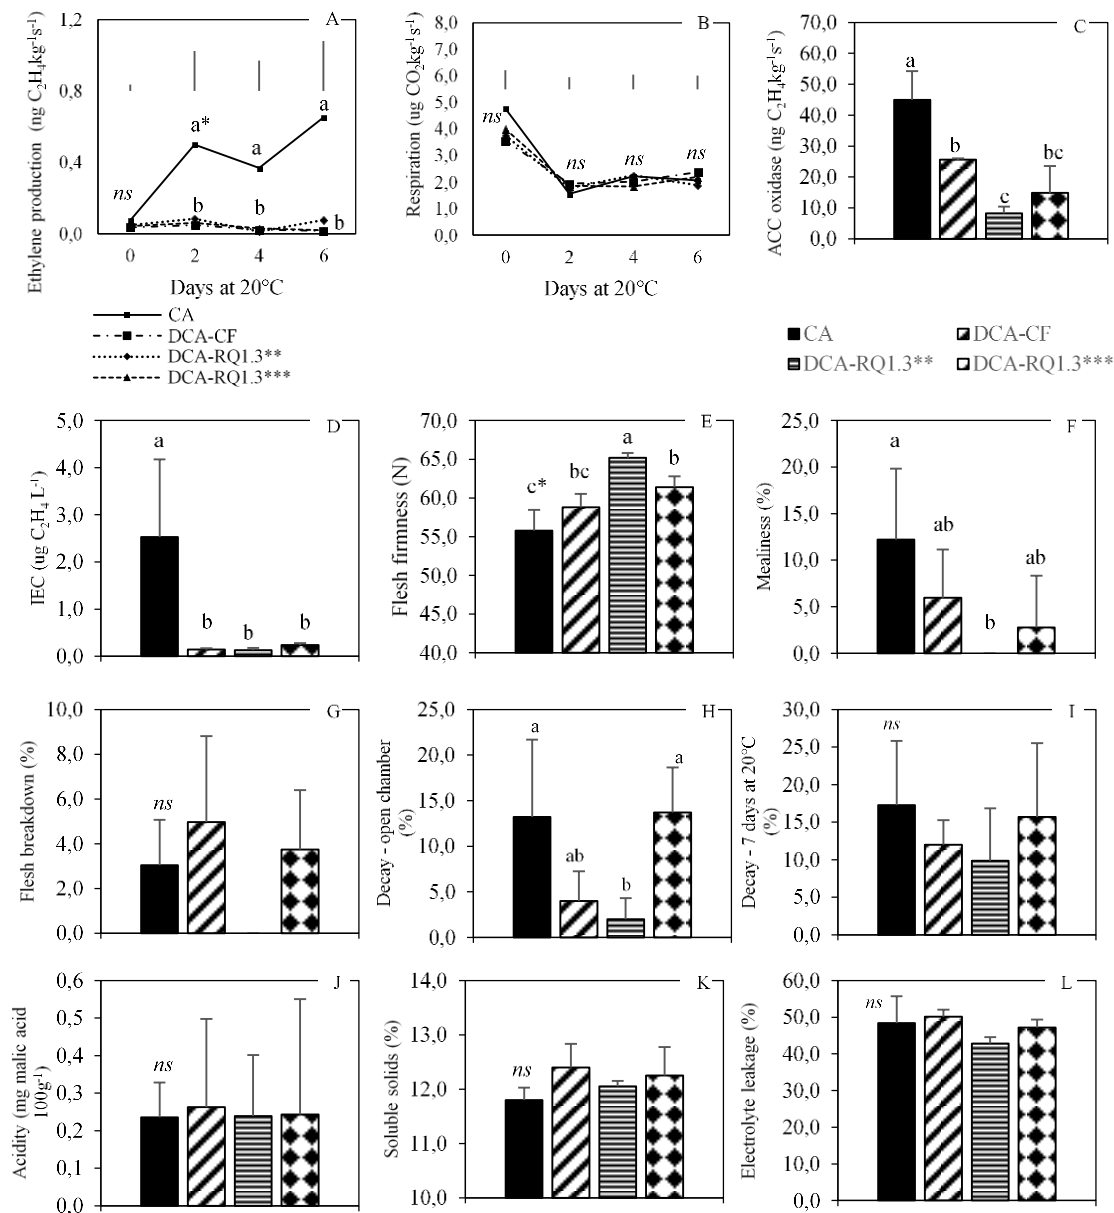 A
Ethylene production (ng C₂H₄kg⁻¹s⁻¹)
1,2
0,8
0,4
0,0
ns
a*
a
a
b
b
b
0 2 4 6
Days at 20°C
B
Respiration (ug CO₂kg⁻¹s⁻¹)
8,0
7,0
6,0
5,0
4,0
3,0
2,0
1,0
0,0
ns ns ns ns
0 2 4 6
Days at 20°C
C
ACC oxidase (ng C₂H₄kg⁻¹s⁻¹)
70,0
60,0
50,0
40,0
30,0
20,0
10,0
0,0
a b c bc
CA
DCA-CF
DCA-RQ1.3**
DCA-RQ1.3***
CA DCA-CF
DCA-RQ1.3** DCA-RQ1.3***
D
IEC (ug C₂H₄ L⁻¹)
5,0
4,0
3,0
2,0
1,0
0,0
a b b b
E
Flesh firmness (N)
70,0
65,0
60,0
55,0
50,0
45,0
40,0
c* bc a b
F
Mealiness (%)
25,0
20,0
15,0
10,0
5,0
0,0
a ab b ab
G
Flesh breakdown (%)
10,0
8,0
6,0
4,0
2,0
0,0
ns
H
Decay - open chamber
(%)
25,0
20,0
15,0
10,0
5,0
0,0
a ab b a
I
Decay - 7 days at 20°C
(%)
30,0
25,0
20,0
15,0
10,0
5,0
0,0
ns
J
Acidity (mg malic acid
100g⁻¹)
0,6
0,5
0,4
0,3
0,2
0,1
0,0
ns
K
Soluble solids (%)
14,0
13,0
12,0
11,0
10,0
ns
L
Electrolyte leakage (%)
60,0
50,0
40,0
30,0
20,0
10,0
0,0
ns